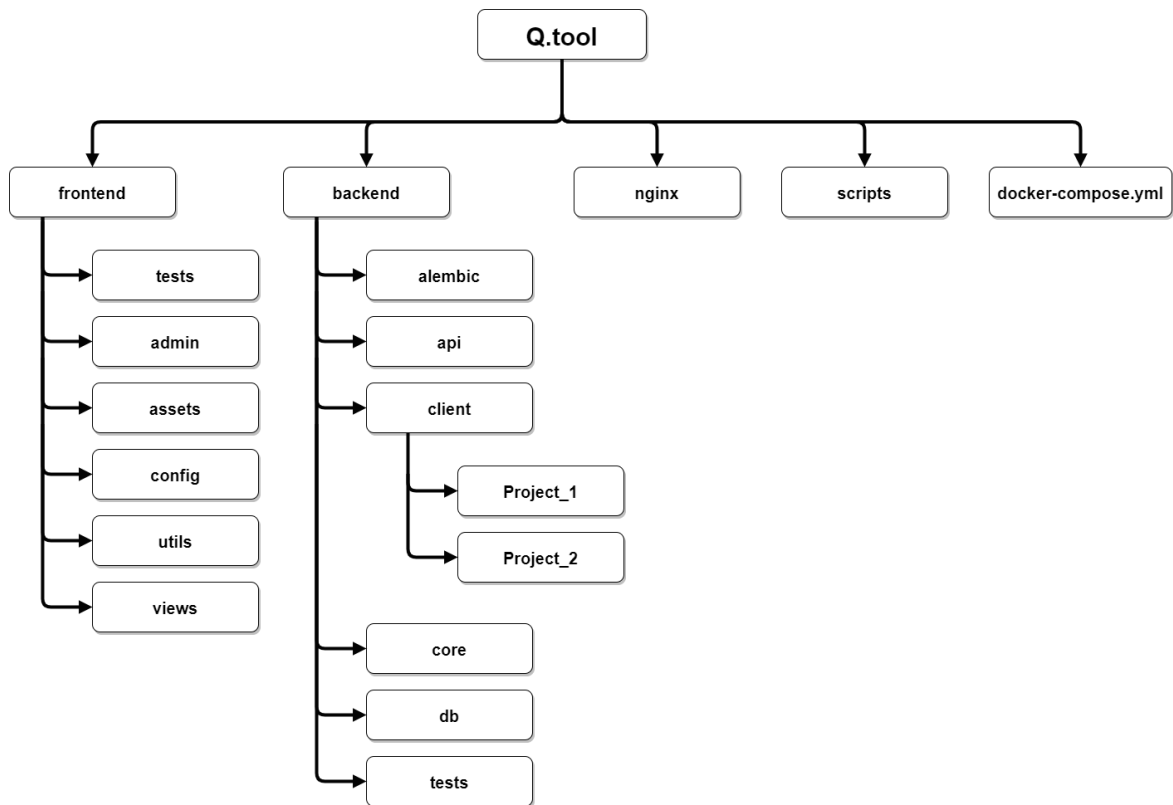 Q.tool
frontend
backend
nginx
scripts
docker-compose.yml
tests
admin
assets
config
utils
views
alembic
api
client
Project_1
Project_2
core
db
tests